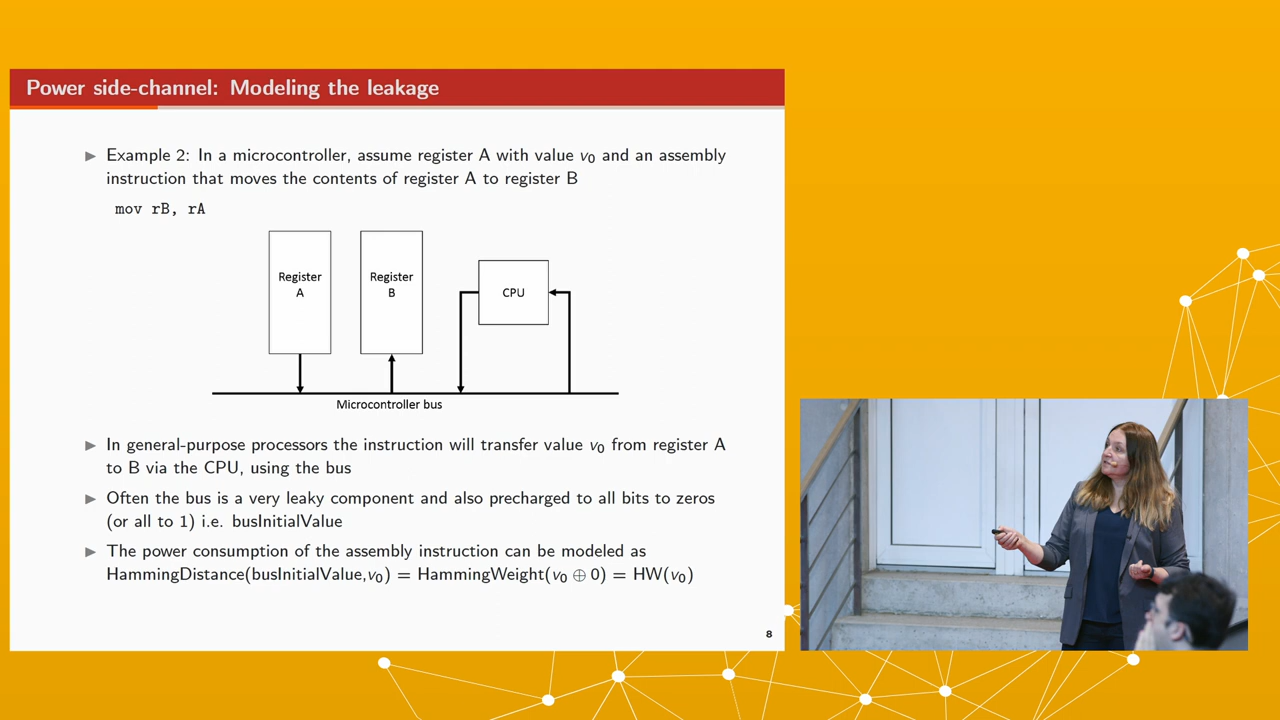 Power side-channel: Modeling the leakage
▶ Example 2: In a microcontroller, assume register A with value v₀ and an assembly
instruction that moves the contents of register A to register B
mov rB, rA
Register
A
Register
B
CPU
Microcontroller bus
▶ In general-purpose processors the instruction will transfer value v₀ from register A
to B via the CPU, using the bus
▶ Often the bus is a very leaky component and also precharged to all bits to zeros
(or all to 1) i.e. busInitialValue
▶ The power consumption of the assembly instruction can be modeled as
HammingDistance(busInitialValue,v₀) = HammingWeight(v₀ ⊕ 0) = HW(v₀)
8